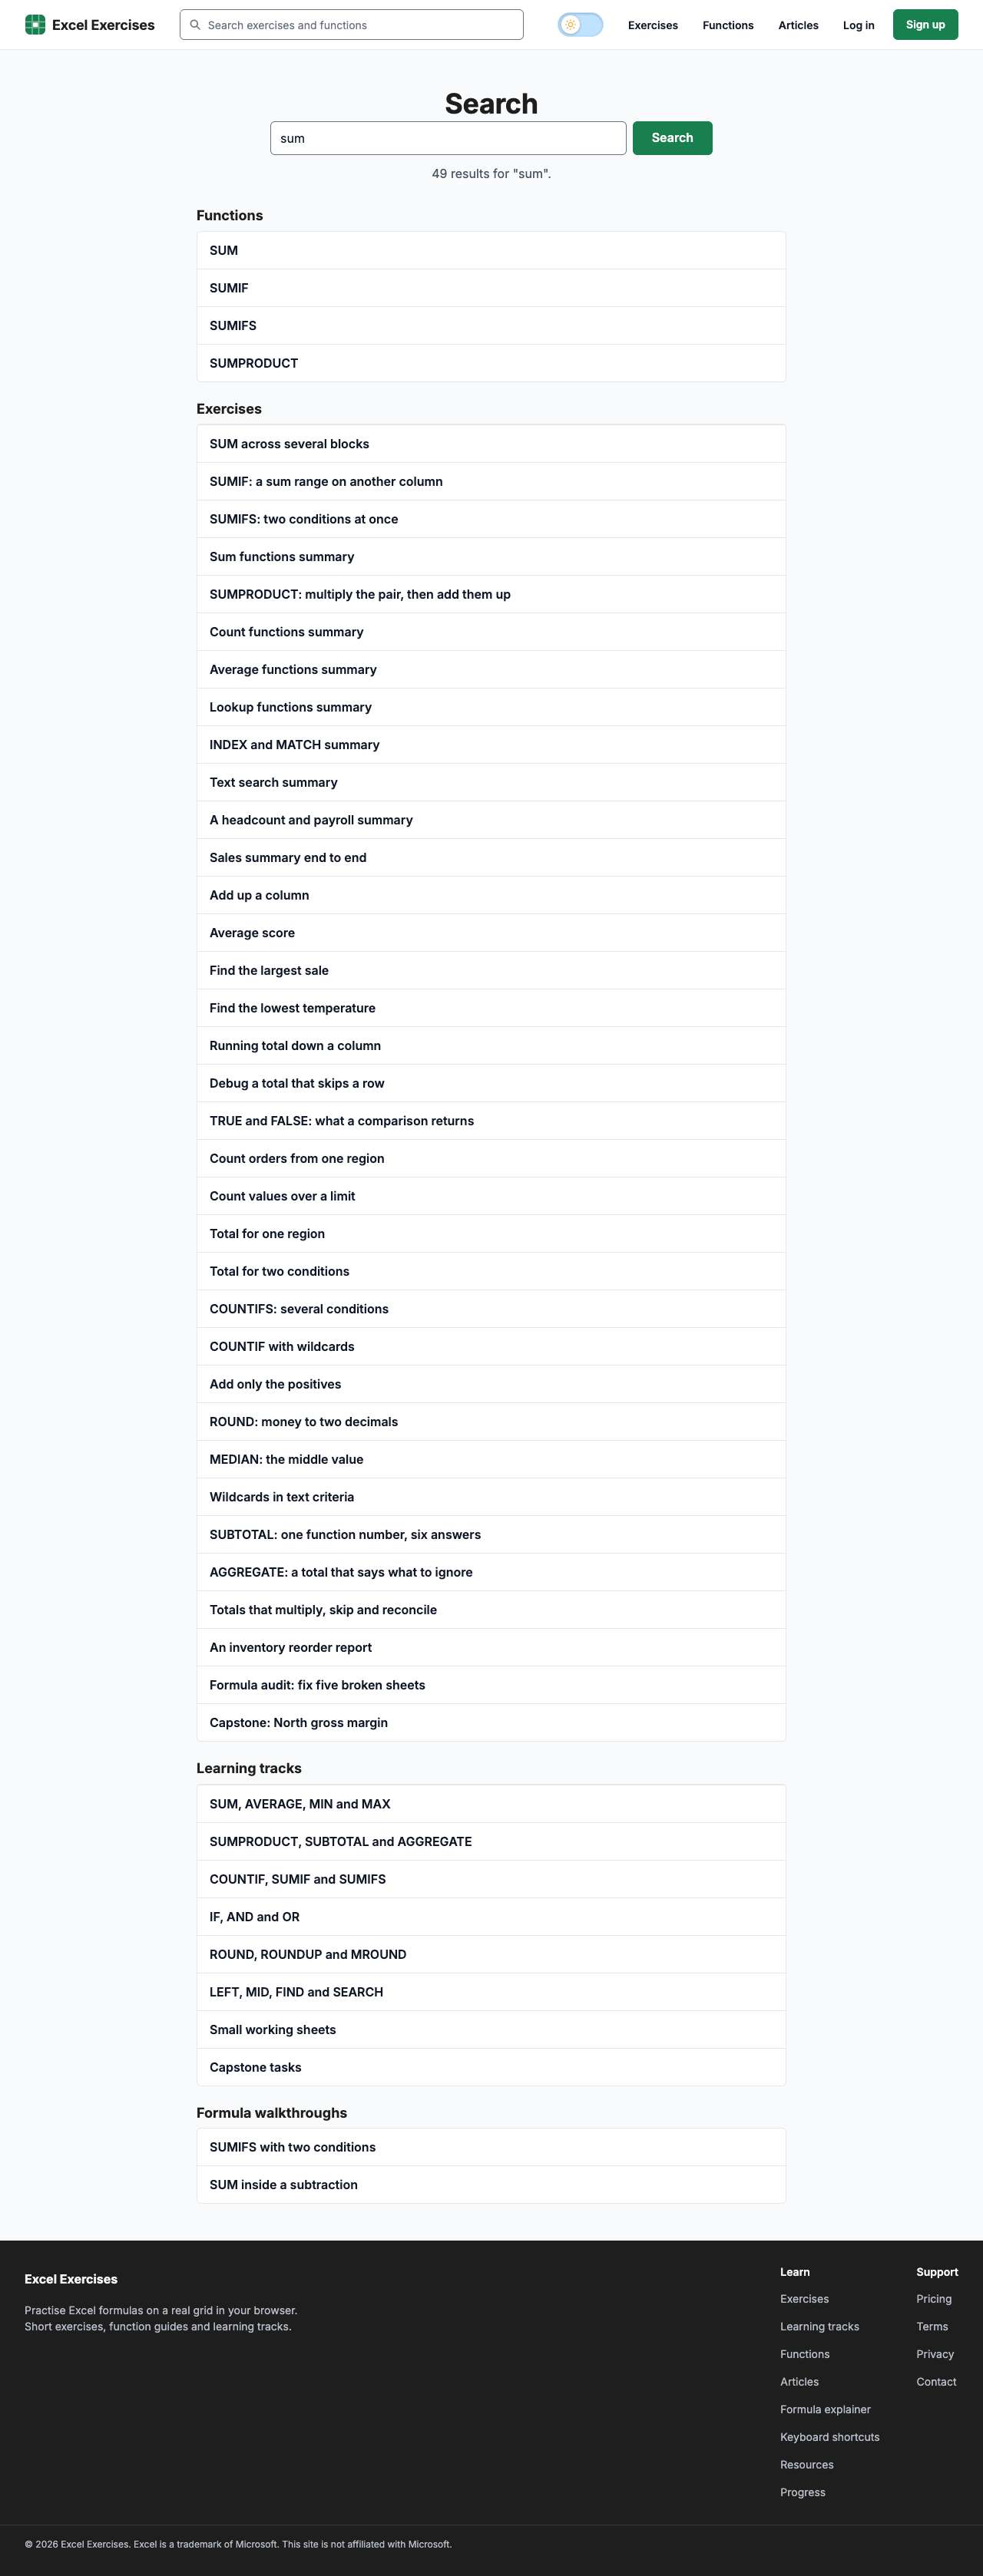 Excel Exercises
Search exercises and functions
Exercises
Functions
Articles
Log in
Sign up
Search
sum
Search
49 results for "sum".
Functions
SUM
SUMIF
SUMIFS
SUMPRODUCT
Exercises
SUM across several blocks
SUMIF: a sum range on another column
SUMIFS: two conditions at once
Sum functions summary
SUMPRODUCT: multiply the pair, then add them up
Count functions summary
Average functions summary
Lookup functions summary
INDEX and MATCH summary
Text search summary
A headcount and payroll summary
Sales summary end to end
Add up a column
Average score
Find the largest sale
Find the lowest temperature
Running total down a column
Debug a total that skips a row
TRUE and FALSE: what a comparison returns
Count orders from one region
Count values over a limit
Total for one region
Total for two conditions
COUNTIFS: several conditions
COUNTIF with wildcards
Add only the positives
ROUND: money to two decimals
MEDIAN: the middle value
Wildcards in text criteria
SUBTOTAL: one function number, six answers
AGGREGATE: a total that says what to ignore
Totals that multiply, skip and reconcile
An inventory reorder report
Formula audit: fix five broken sheets
Capstone: North gross margin
Learning tracks
SUM, AVERAGE, MIN and MAX
SUMPRODUCT, SUBTOTAL and AGGREGATE
COUNTIF, SUMIF and SUMIFS
IF, AND and OR
ROUND, ROUNDUP and MROUND
LEFT, MID, FIND and SEARCH
Small working sheets
Capstone tasks
Formula walkthroughs
SUMIFS with two conditions
SUM inside a subtraction
Excel Exercises
Practise Excel formulas on a real grid in your browser.
Short exercises, function guides and learning tracks.
Learn
Exercises
Learning tracks
Functions
Articles
Formula explainer
Keyboard shortcuts
Resources
Progress
Support
Pricing
Terms
Privacy
Contact
© 2026 Excel Exercises. Excel is a trademark of Microsoft. This site is not affiliated with Microsoft.